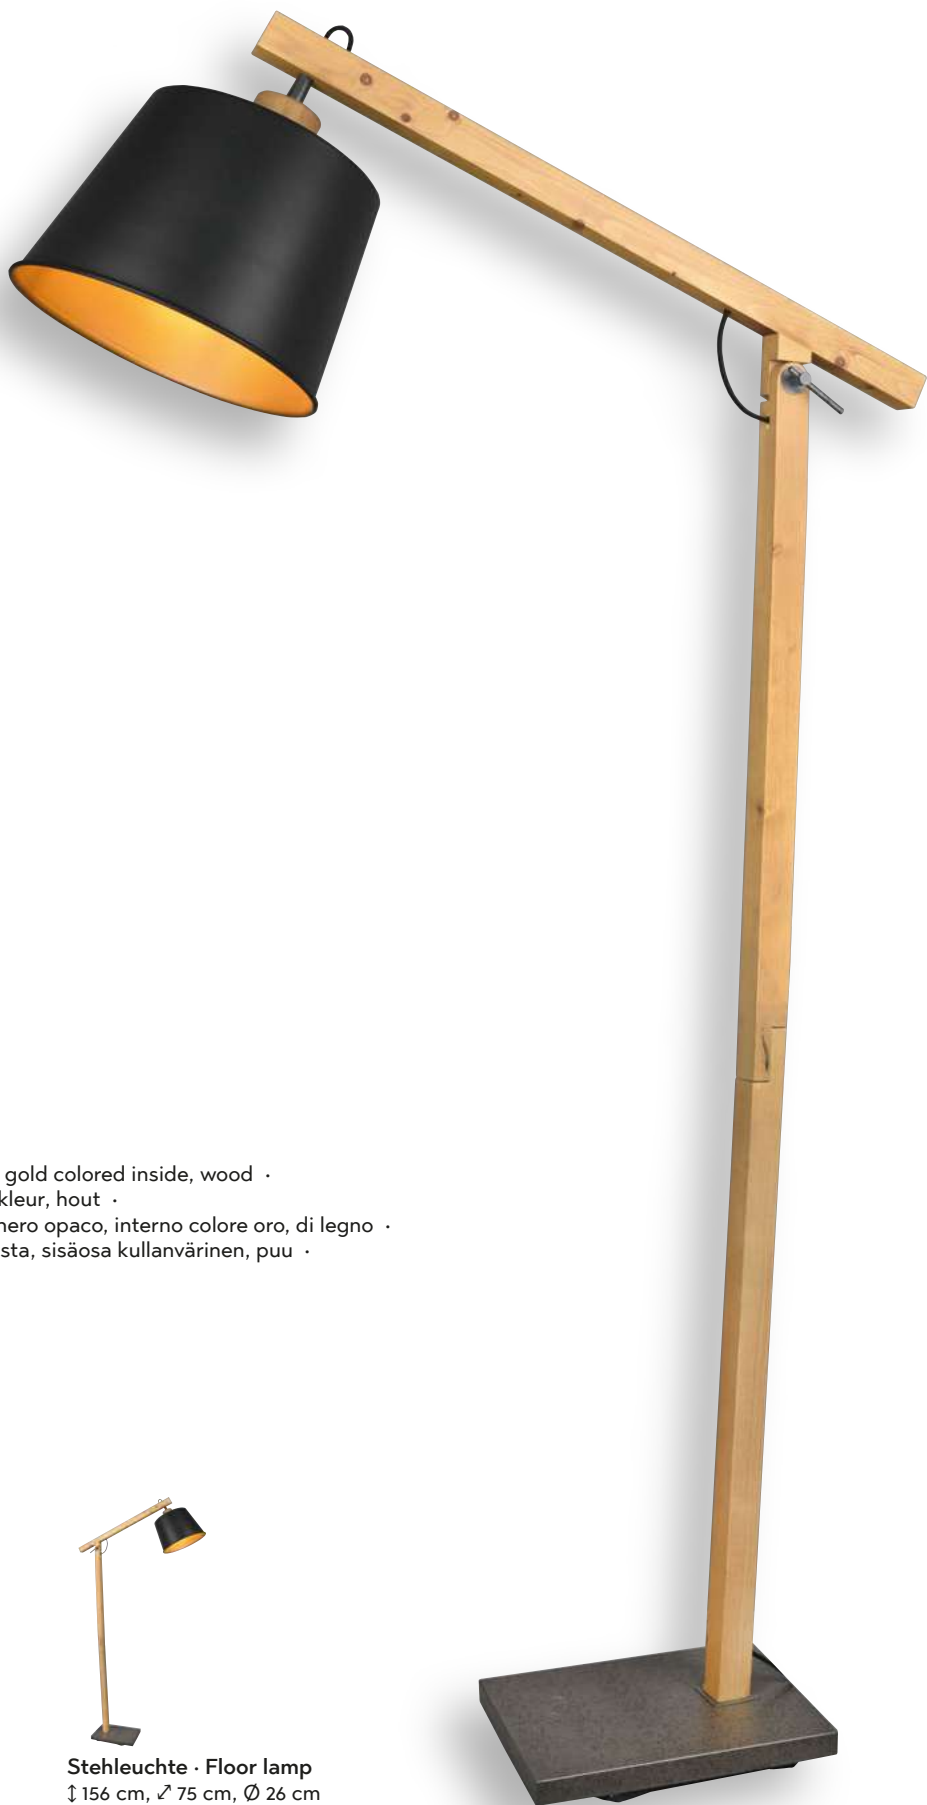 gold colored inside, wood ·
kleur, hout ·
nero opaco, interno colore oro, di legno ·
sta, sisäosa kullanvärinen, puu ·
Stehleuchte · Floor lamp
↕ 156 cm, ⤢ 75 cm, Ø 26 cm